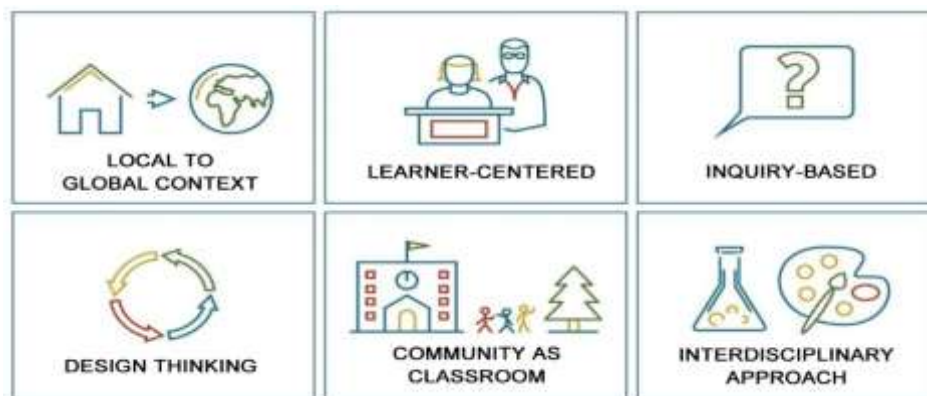 LOCAL TO
GLOBAL CONTEXT
LEARNER-CENTERED
INQUIRY-BASED
DESIGN THINKING
COMMUNITY AS
CLASSROOM
INTERDISCIPLINARY
APPROACH